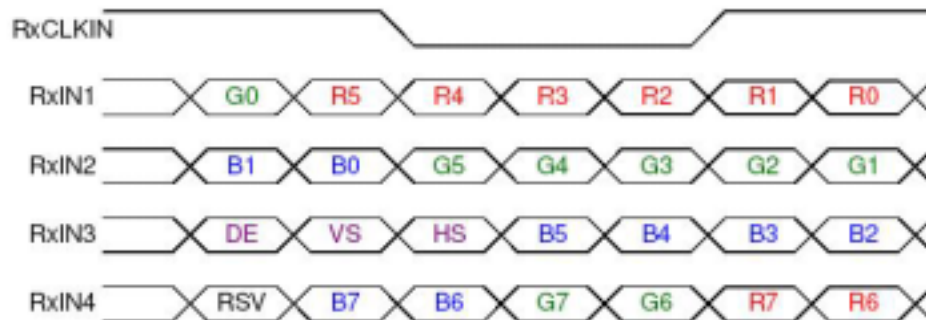 RxCLKIN
RxIN1 G0 R5 R4 R3 R2 R1 R0
RxIN2 B1 B0 G5 G4 G3 G2 G1
RxIN3 DE VS HS B5 B4 B3 B2
RxIN4 RSV B7 B6 G7 G6 R7 R6